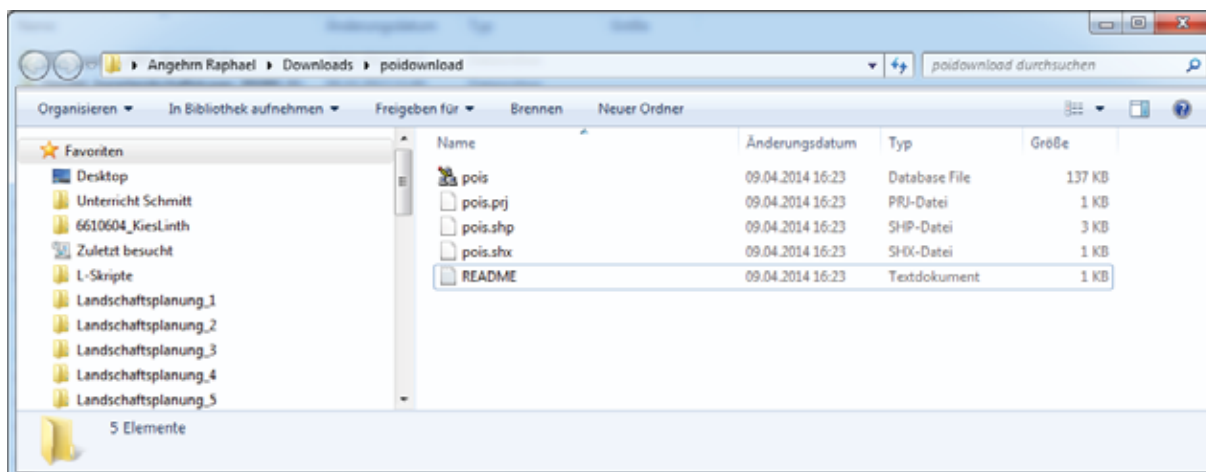 Angehrn Raphael ▸ Downloads ▸ poidownload
poidownload durchsuchen
Organisieren In Bibliothek aufnehmen Freigeben für Brennen Neuer Ordner
Favoriten
Desktop
Unterricht Schmitt
6610604_KiesLinth
Zuletzt besucht
L-Skripte
Landschaftsplanung_1
Landschaftsplanung_2
Landschaftsplanung_3
Landschaftsplanung_4
Landschaftsplanung_5
Name Änderungsdatum Typ Größe
pois 09.04.2014 16:23 Database File 137 KB
pois.prj 09.04.2014 16:23 PRJ-Datei 1 KB
pois.shp 09.04.2014 16:23 SHP-Datei 3 KB
pois.shx 09.04.2014 16:23 SHX-Datei 1 KB
README 09.04.2014 16:23 Textdokument 1 KB
5 Elemente